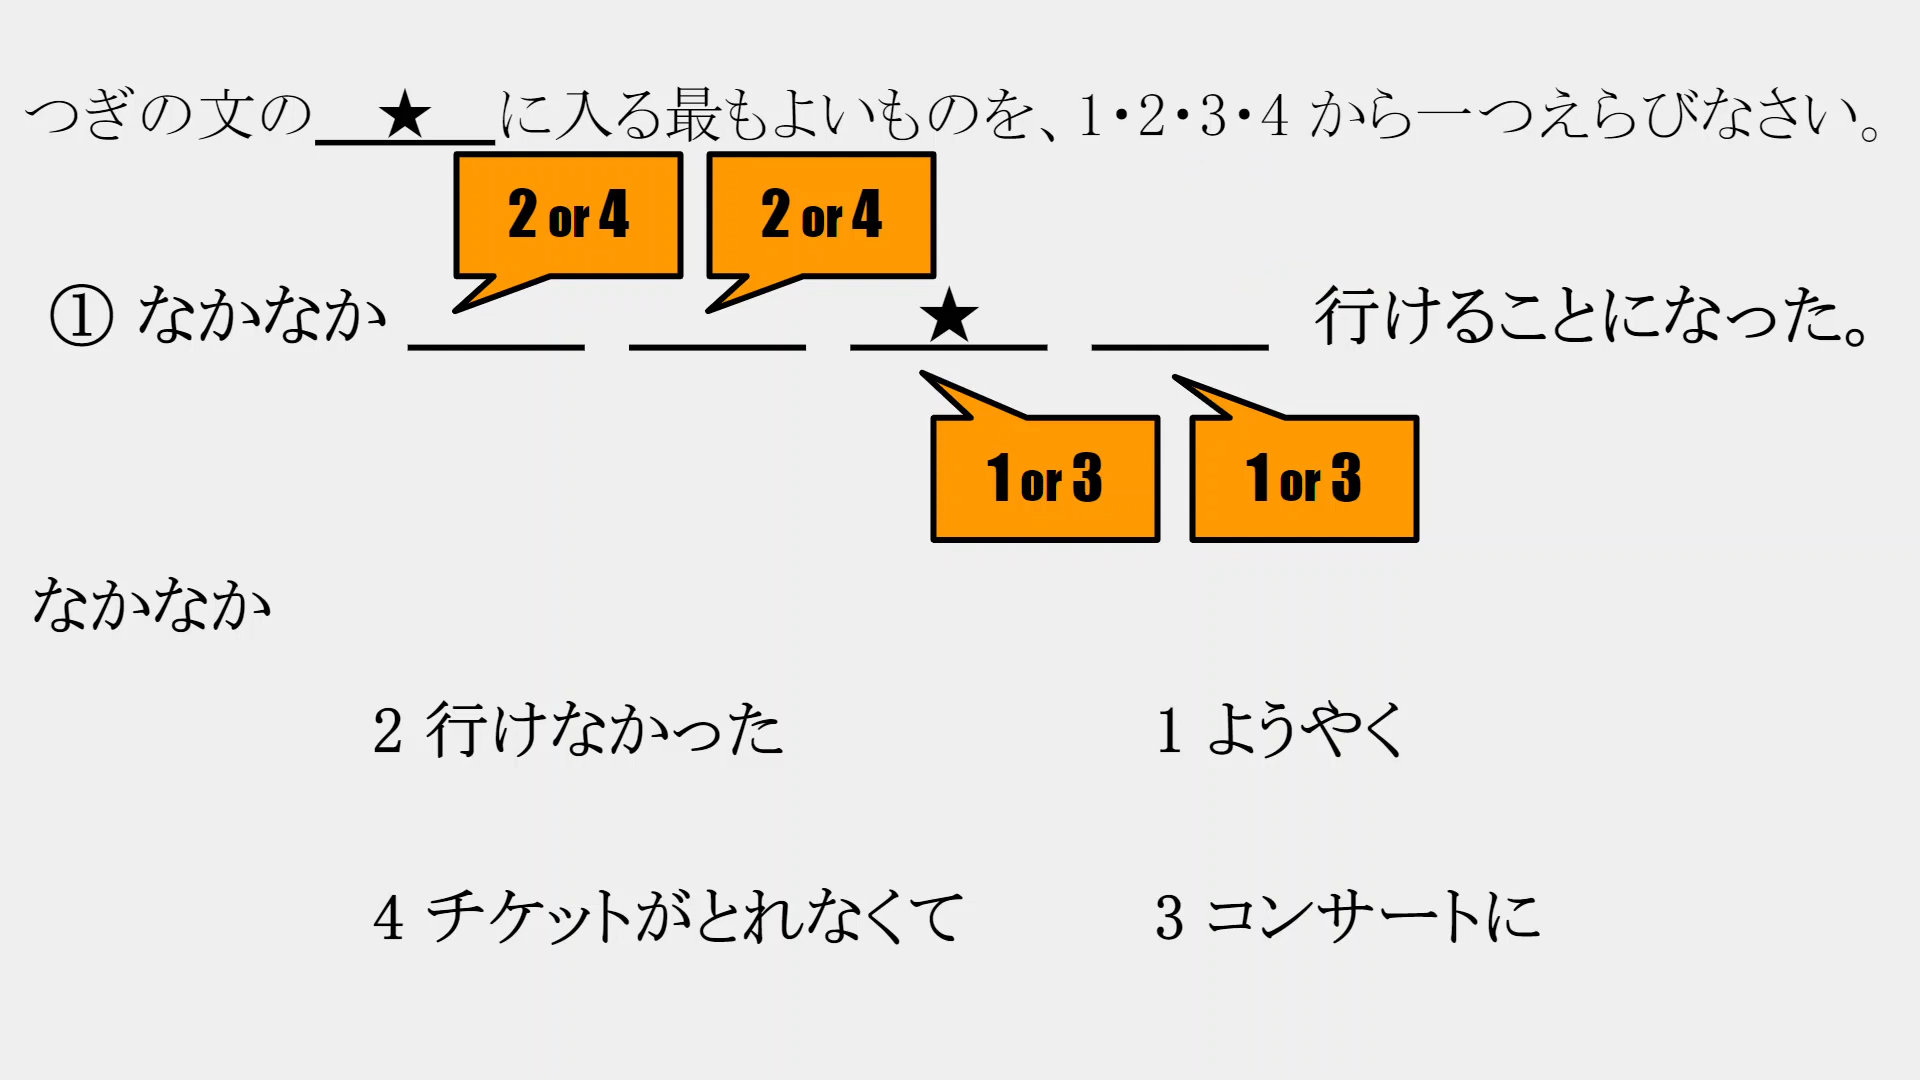 つぎの文の ★ に入る最もよいものを、1・2・3・4 から一つえらびなさい。
2 or 4 2 or 4
① なかなか ★ 行けることになった。
1 or 3 1 or 3
なかなか
2 行けなかった 1 ようやく
4 チケットがとれなくて 3 コンサートに